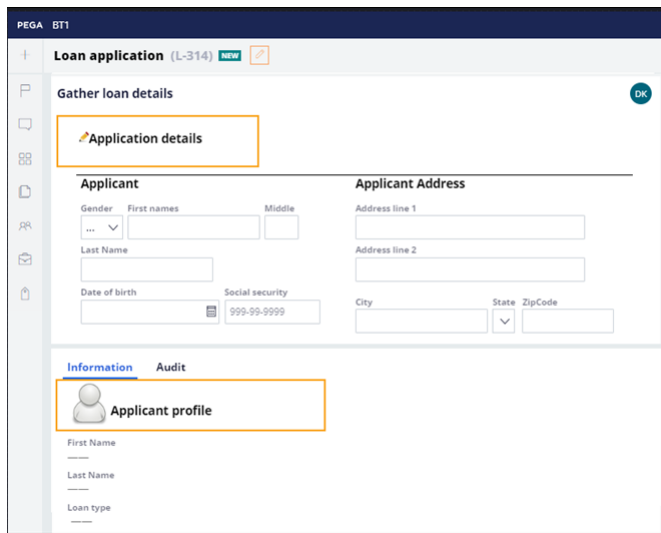 PEGA BT1
Loan application (L-314) NEW
Gather loan details
DK
Application details
Applicant
Applicant Address
Gender First names Middle
Address line 1
...
Last Name
Address line 2
Date of birth Social security
999-99-9999
City State ZipCode
Information Audit
Applicant profile
First Name
——
Last Name
——
Loan type
——